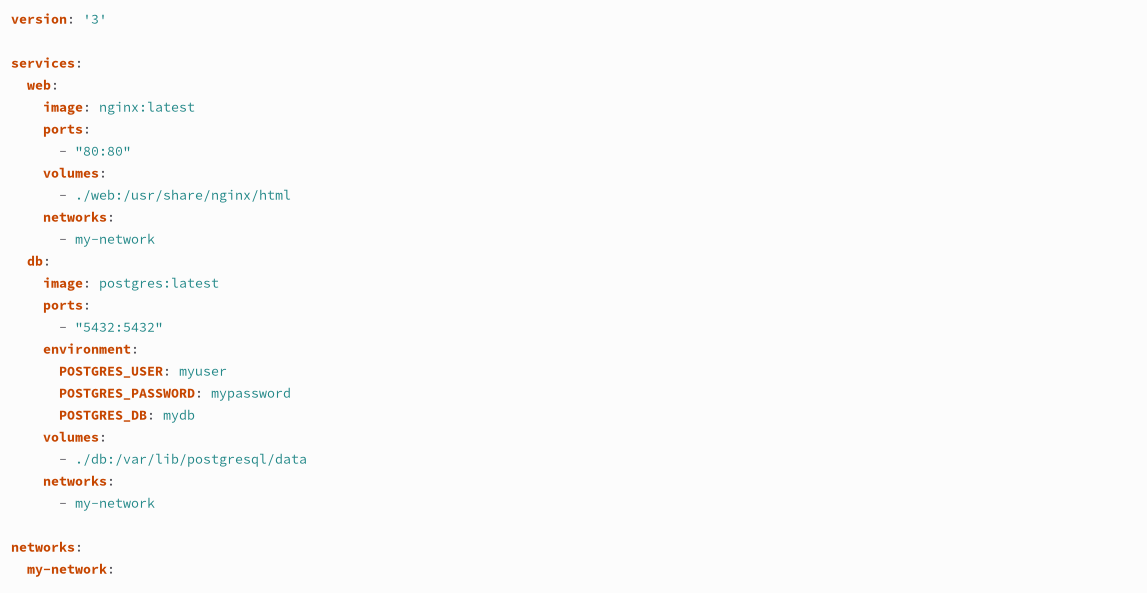 version: '3'

services:
  web:
    image: nginx:latest
    ports:
      - "80:80"
    volumes:
      - ./web:/usr/share/nginx/html
    networks:
      - my-network
  db:
    image: postgres:latest
    ports:
      - "5432:5432"
    environment:
      POSTGRES_USER: myuser
      POSTGRES_PASSWORD: mypassword
      POSTGRES_DB: mydb
    volumes:
      - ./db:/var/lib/postgresql/data
    networks:
      - my-network

networks:
  my-network: